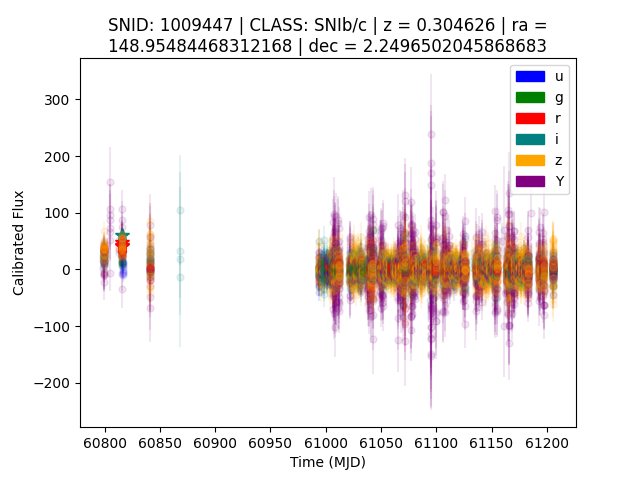 SNID: 1009447 | CLASS: SNIb/c | z = 0.304626 | ra =
148.95484468312168 | dec = 2.2496502045868683
u
g
r
i
z
Y
300
200
100
0
−100
−200
Calibrated Flux
60800 60850 60900 60950 61000 61050 61100 61150 61200
Time (MJD)